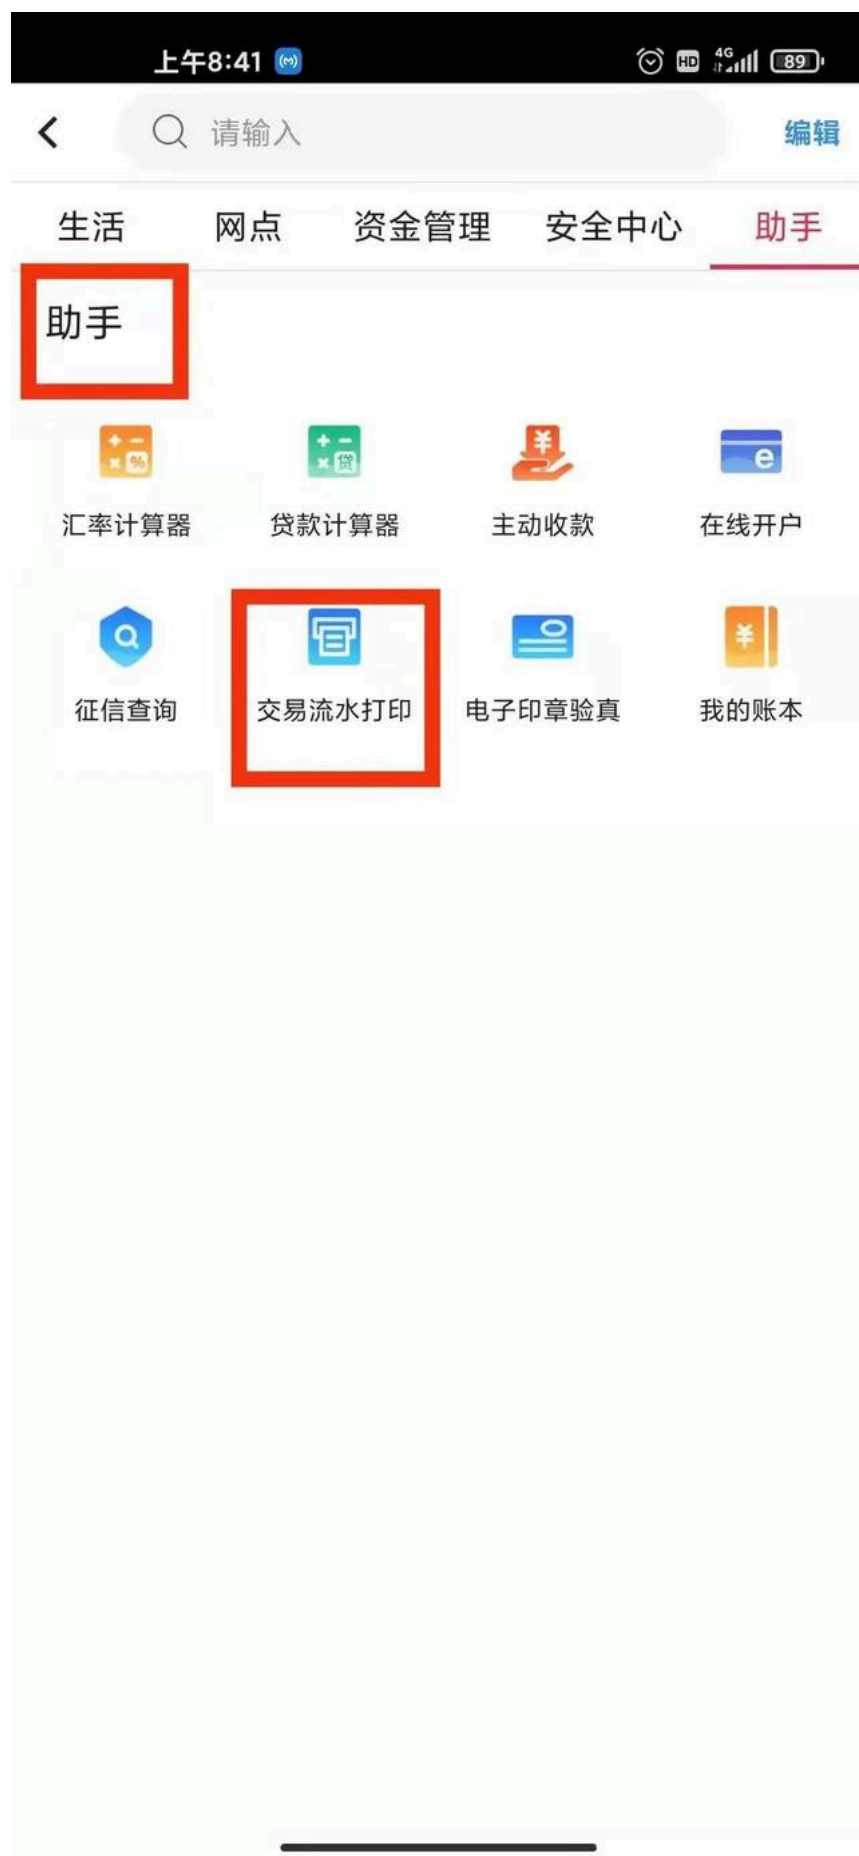 上午8:41
HD 4G 89
请输入
编辑
生活 网点 资金管理 安全中心 助手
助手
汇率计算器 贷款计算器 主动收款 在线开户
征信查询 交易流水打印 电子印章验真 我的账本